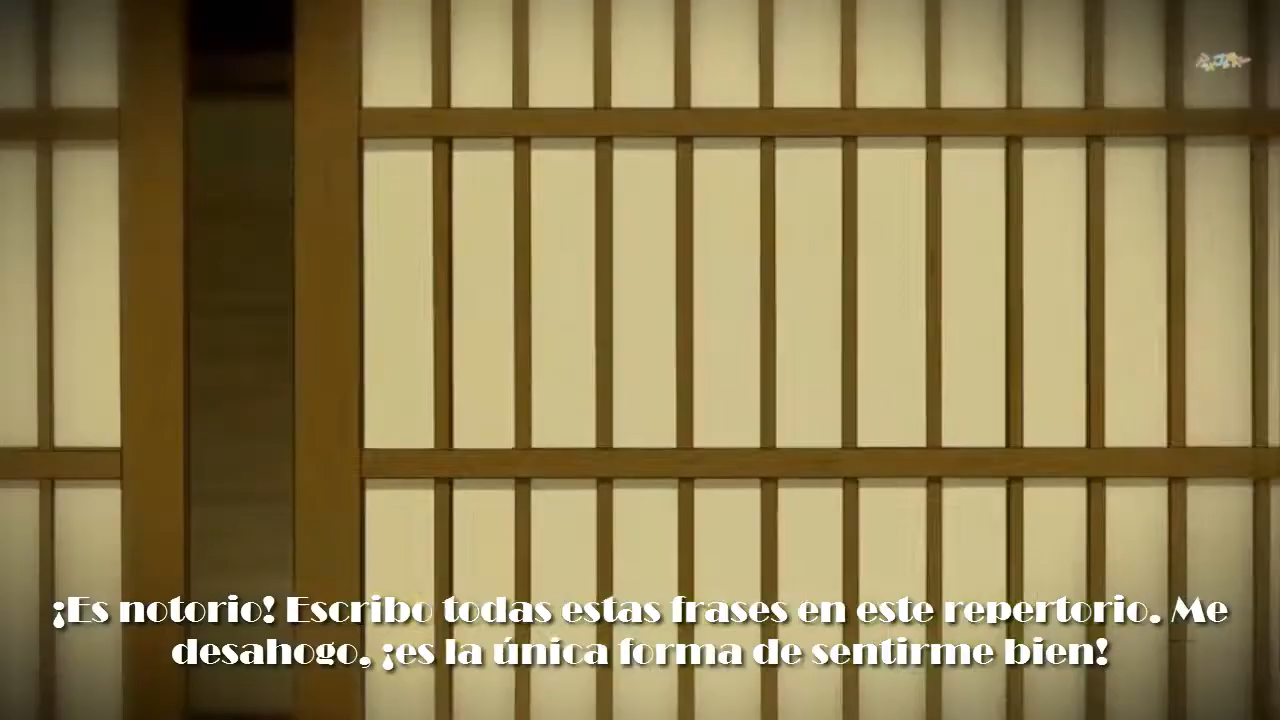 ¡Es notorio! Escribo todas estas frases en este repertorio. Me
desahogo, ¡es la única forma de sentirme bien!